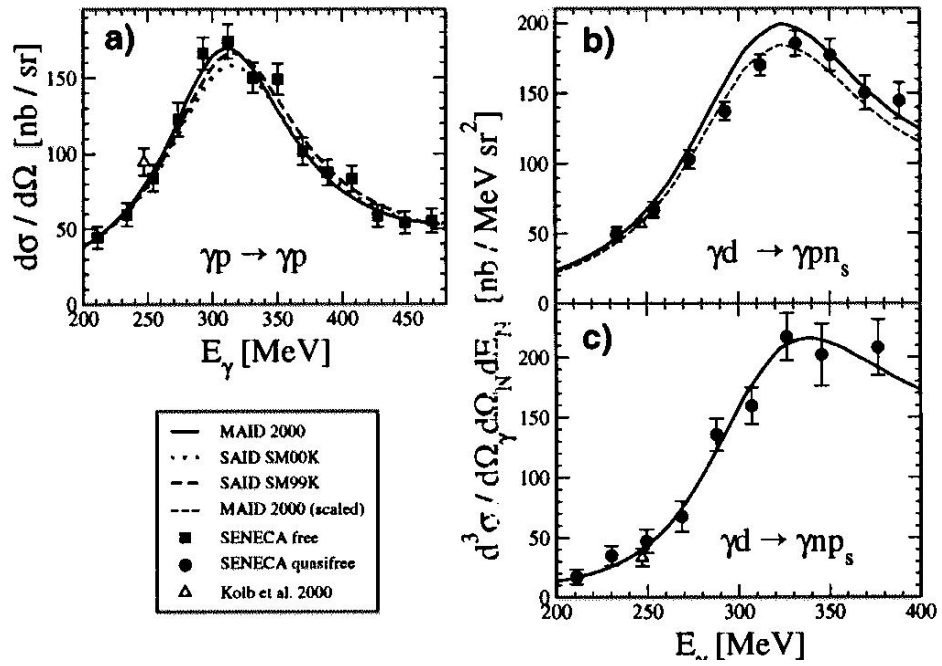 a)
dσ / dΩ [nb / sr]
150
100
50
0
γp → γp
200 250 300 350 400 450
E_γ [MeV]
MAID 2000
SAID SM00K
SAID SM99K
MAID 2000 (scaled)
SENECA free
SENECA quasifree
Kolb et al. 2000
b)
200
150
100
50
0
γd → γpn_s
d³σ / dΩ_γ dΩ_N dE_N [nb / MeV sr²]
c)
200
150
100
50
0
γd → γnp_s
200 250 300 350 400
E_γ [MeV]